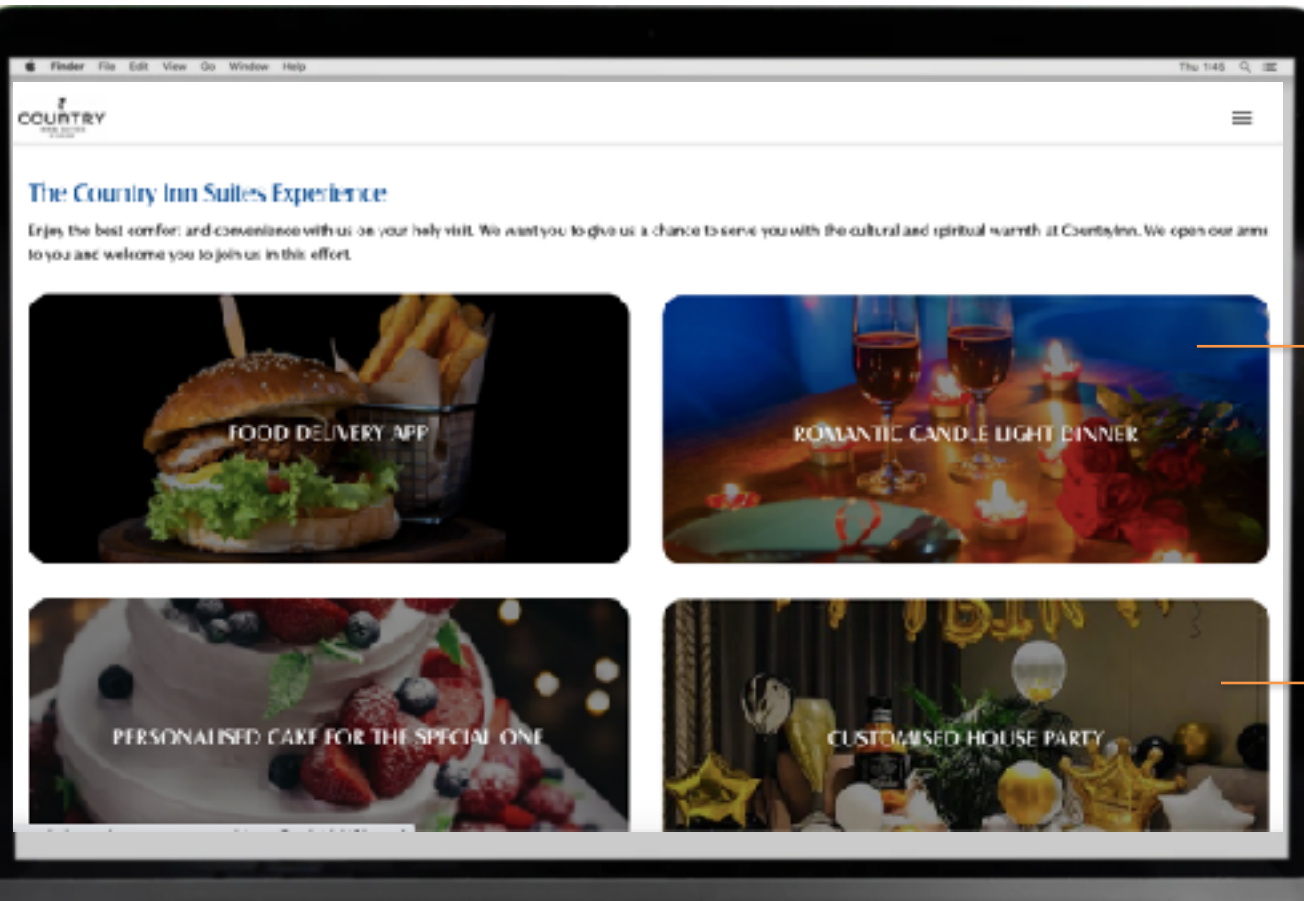 Finder File Edit View Go Window Help
Thu 1:45
COUNTRY
The Country Inn Suites Experience
Enjoy the best comfort and convenience with us on your holy visit. We want you to give us a chance to serve you with the cultural and spiritual warmth at CountryInn. We open our arms
to you and welcome you to join us in this effort.
FOOD DELIVERY APP
ROMANTIC CANDLE LIGHT DINNER
PERSONALISED CAKE FOR THE SPECIAL ONE
CUSTOMISED HOUSE PARTY